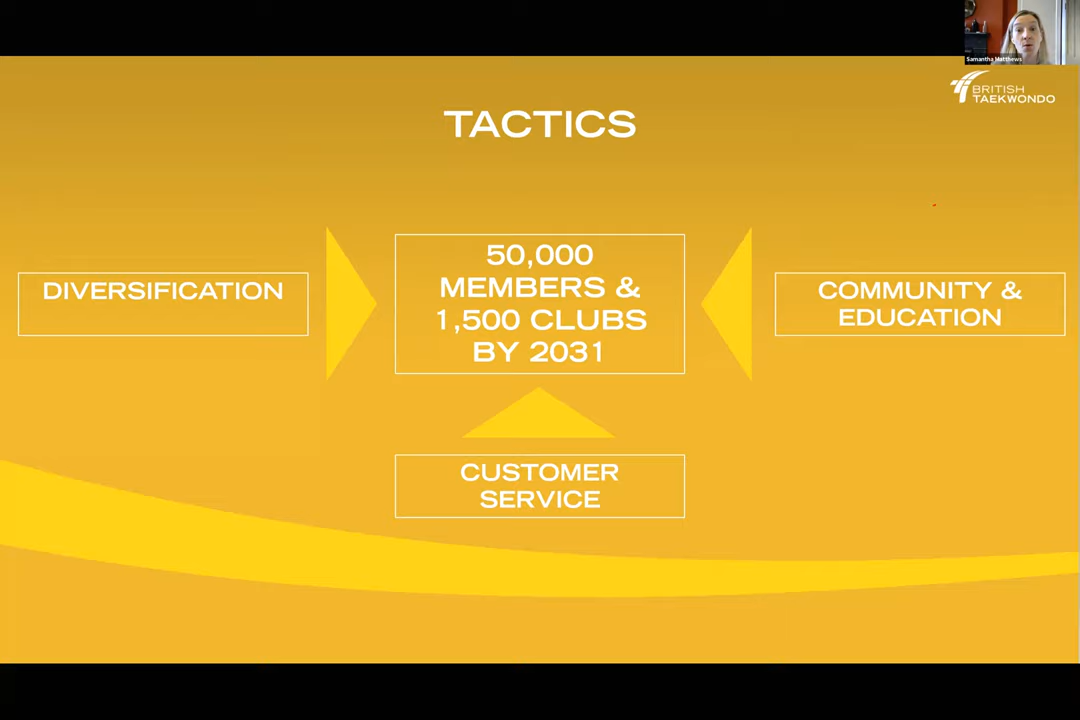 Samantha Matthews
BRITISH
TAEKWONDO
TACTICS
DIVERSIFICATION
50,000
MEMBERS &
1,500 CLUBS
BY 2031
COMMUNITY &
EDUCATION
CUSTOMER
SERVICE